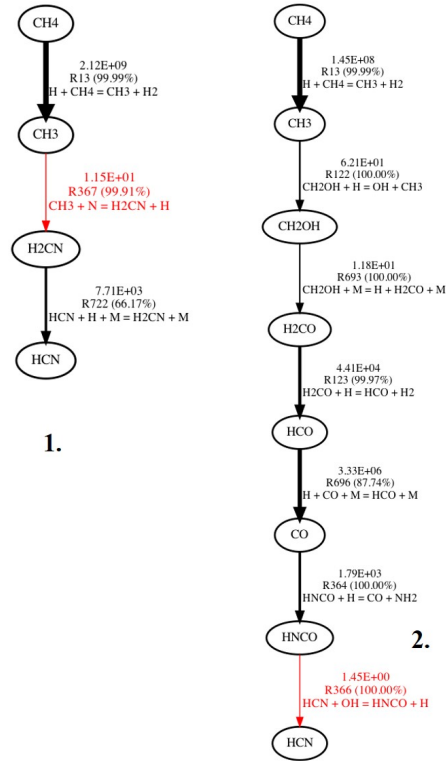 CH4
2.12E+09
R13 (99.99%)
H + CH4 = CH3 + H2
CH3
1.15E+01
R367 (99.91%)
CH3 + N = H2CN + H
H2CN
7.71E+03
R722 (66.17%)
HCN + H + M = H2CN + M
HCN
1.
CH4
1.45E+08
R13 (99.99%)
H + CH4 = CH3 + H2
CH3
6.21E+01
R122 (100.00%)
CH2OH + H = OH + CH3
CH2OH
1.18E+01
R693 (100.00%)
CH2OH + M = H + H2CO + M
H2CO
4.41E+04
R123 (99.97%)
H2CO + H = HCO + H2
HCO
3.33E+06
R696 (87.74%)
H + CO + M = HCO + M
CO
1.79E+03
R364 (100.00%)
HNCO + H = CO + NH2
HNCO
2.
1.45E+00
R366 (100.00%)
HCN + OH = HNCO + H
HCN